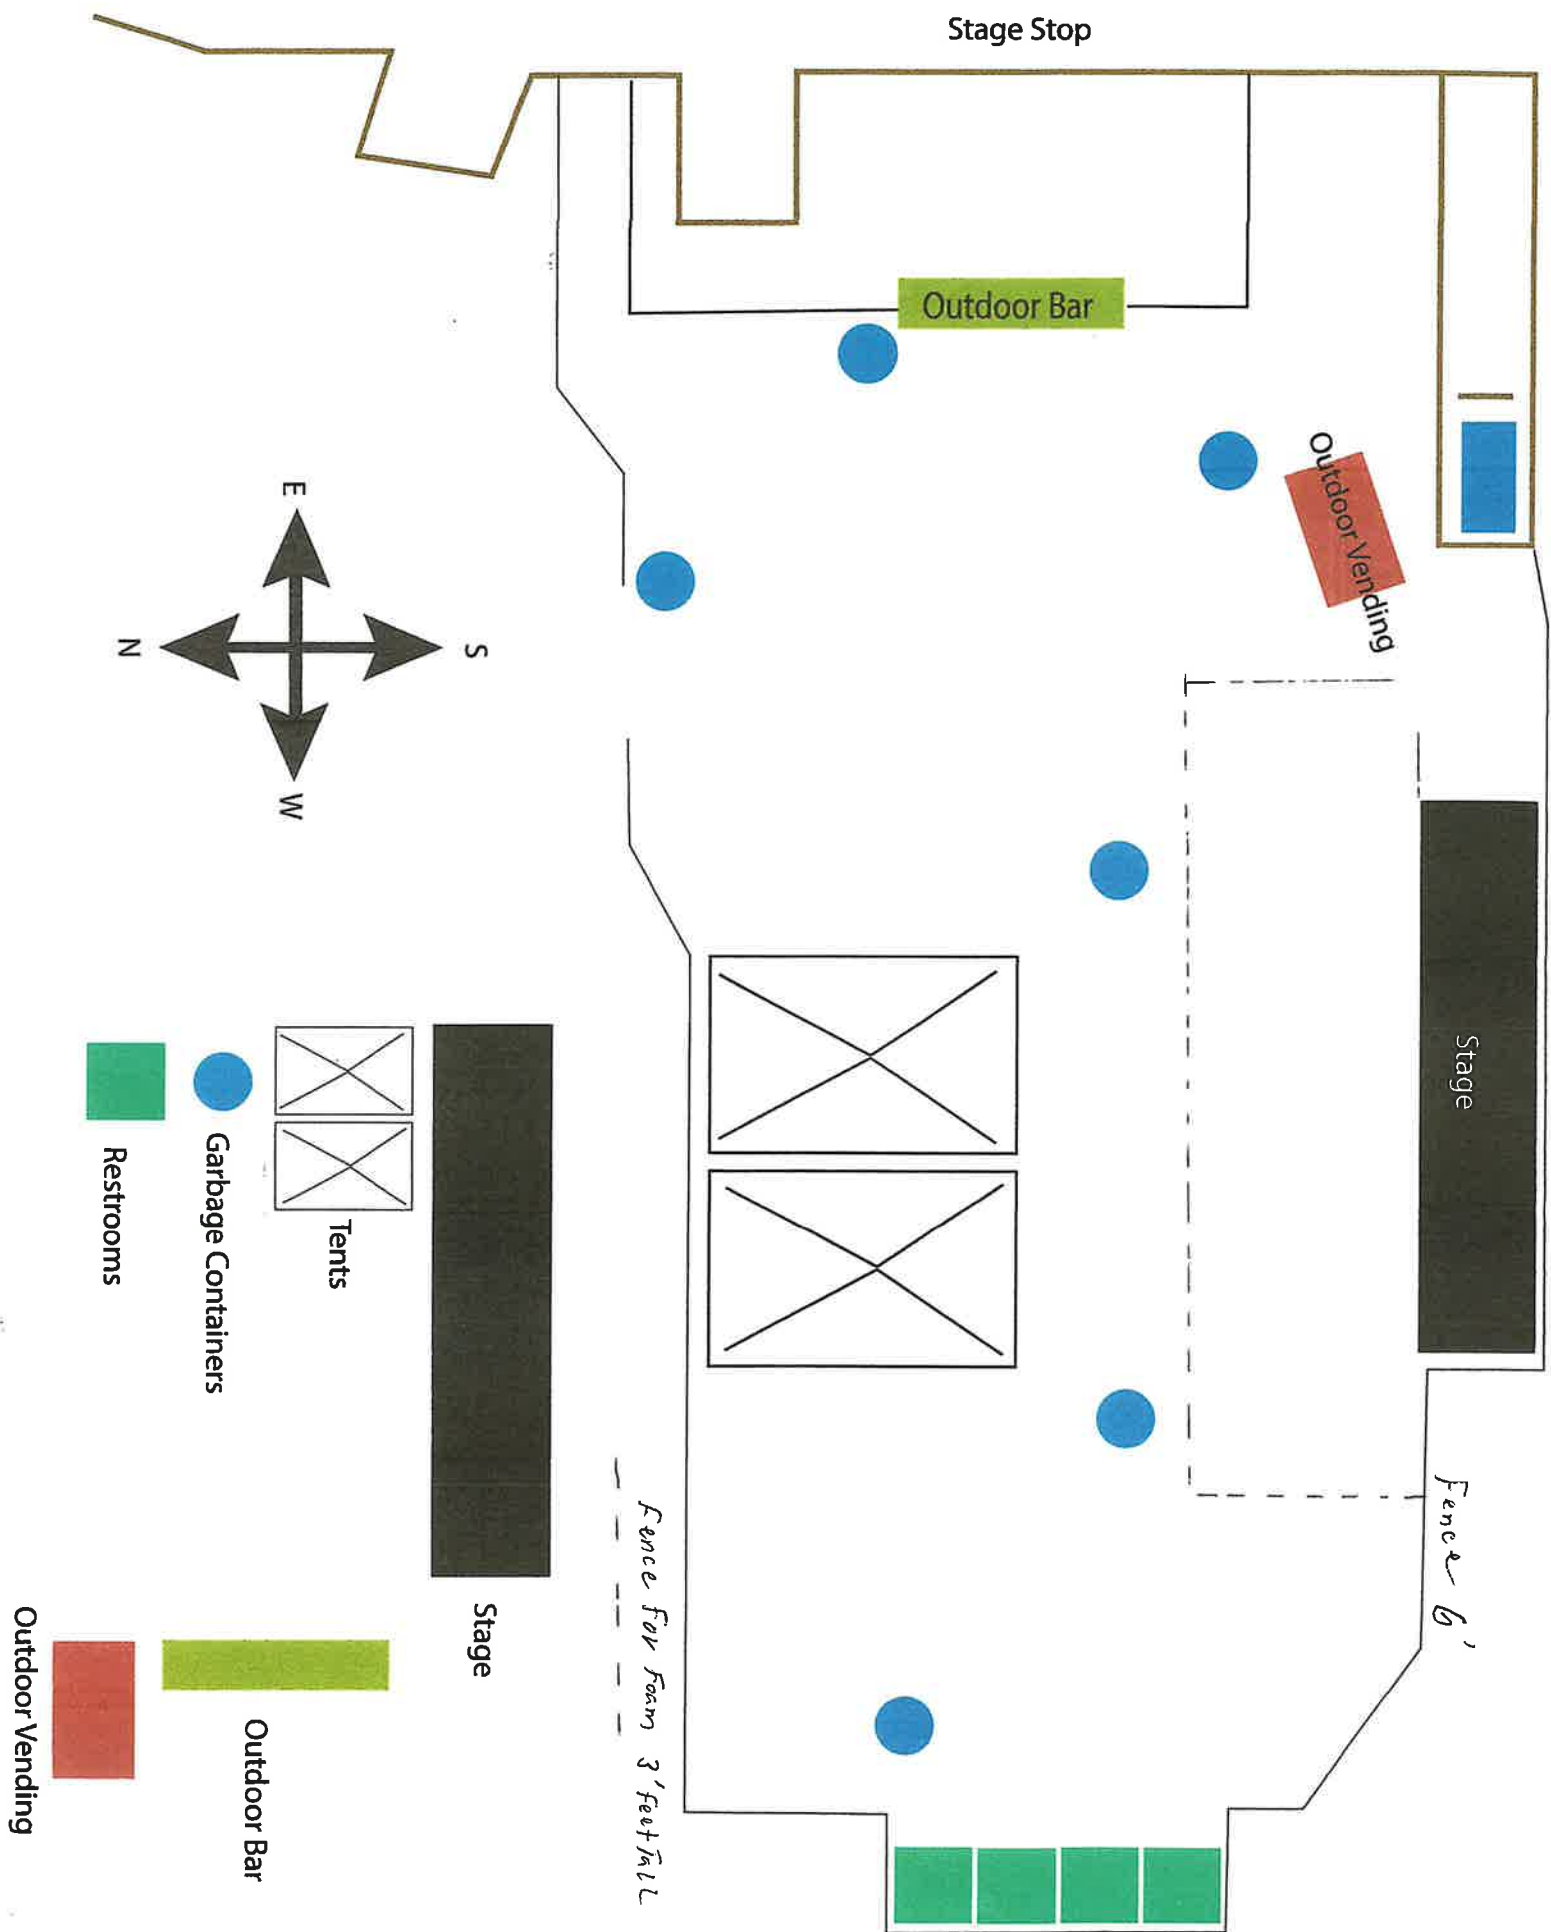 Stage Stop
Outdoor Bar
Outdoor Vending
E
N
S
W
Stage
Fence 6'
Fence for Foam 3' feet Tall
Restrooms
Garbage Containers
Tents
Stage
Outdoor Bar
Outdoor Vending